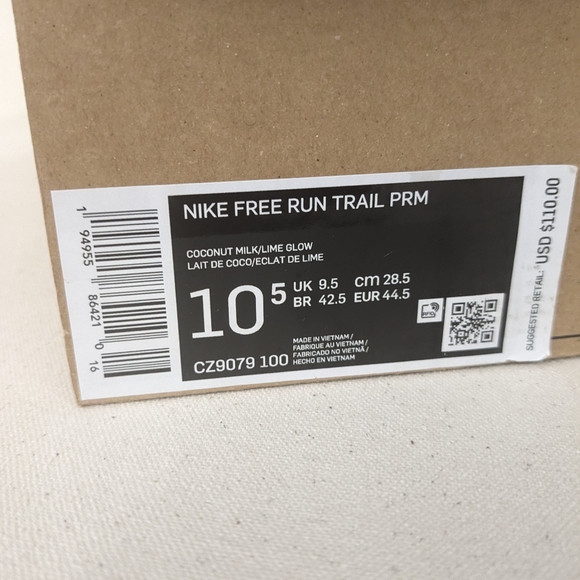 NIKE FREE RUN TRAIL PRM
COCONUT MILK/LIME GLOW
LAIT DE COCO/ECLAT DE LIME
10 5 UK 9.5 cm 28.5
BR 42.5 EUR 44.5
CZ9079 100
MADE IN VIETNAM /
FABRIQUE AU VIETNAM /
FABRICADO NO VIETNÃ /
HECHO EN VIETNAM
RFID
1 94955 86421 0 16
SUGGESTED RETAIL: USD $110.00